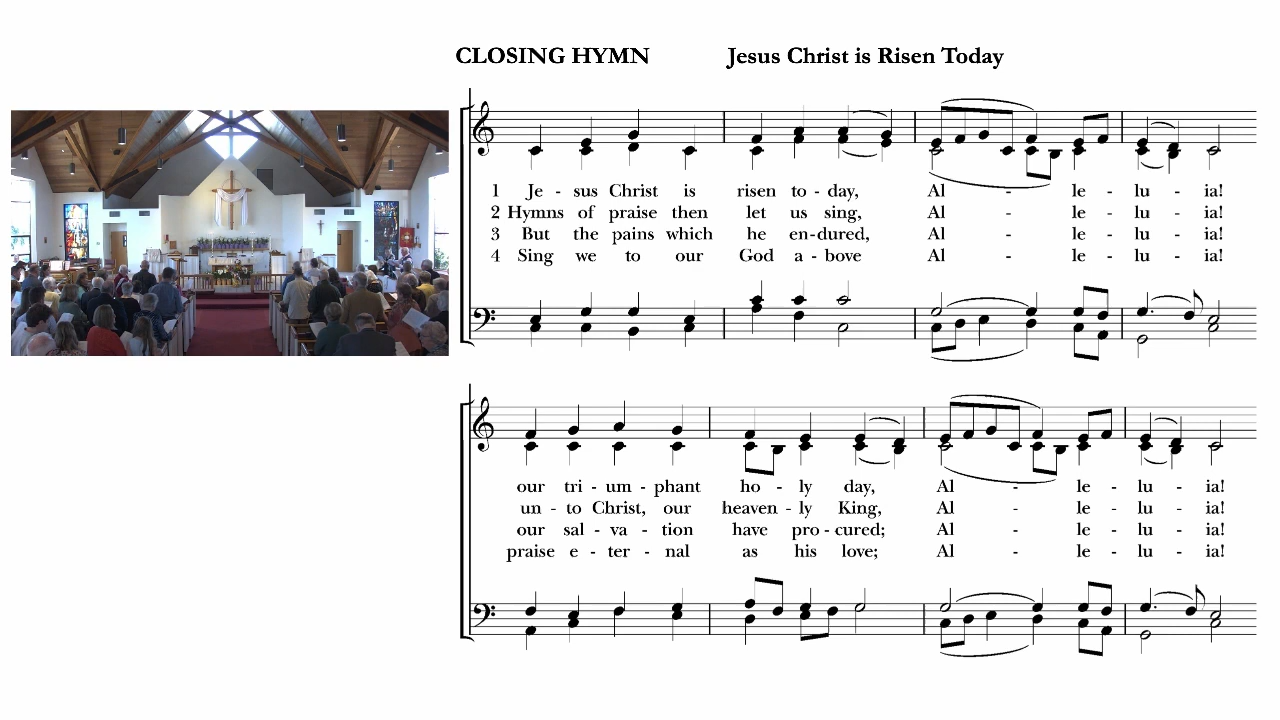 CLOSING HYMN Jesus Christ is Risen Today
1 Je - sus Christ is risen to - day, Al - le - lu - ia!
2 Hymns of praise then let us sing, Al - le - lu - ia!
3 But the pains which he en - dured, Al - le - lu - ia!
4 Sing we to our God a - bove Al - le - lu - ia!
our tri - um - phant ho - ly day, Al - le - lu - ia!
un - to Christ, our heaven - ly King, Al - le - lu - ia!
our sal - va - tion have pro - cured; Al - le - lu - ia!
praise e - ter - nal as his love; Al - le - lu - ia!